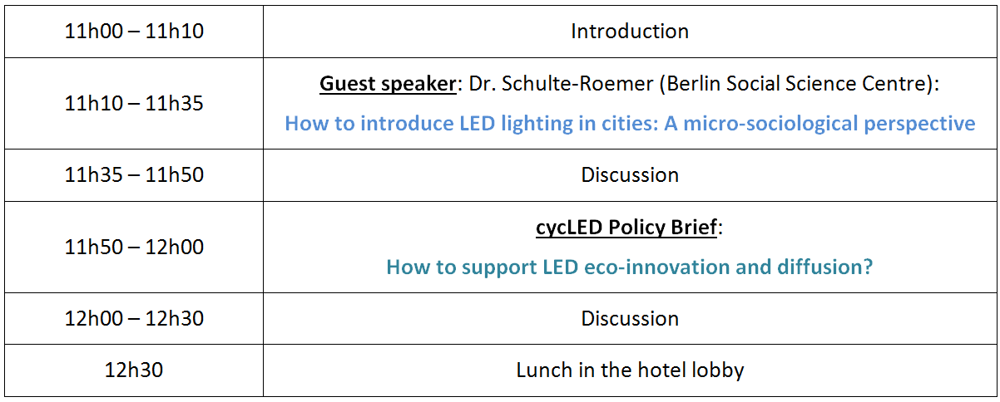 11h00 – 11h10
Introduction
11h10 – 11h35
Guest speaker: Dr. Schulte-Roemer (Berlin Social Science Centre):
How to introduce LED lighting in cities: A micro-sociological perspective
11h35 – 11h50
Discussion
11h50 – 12h00
cycLED Policy Brief:
How to support LED eco-innovation and diffusion?
12h00 – 12h30
Discussion
12h30
Lunch in the hotel lobby